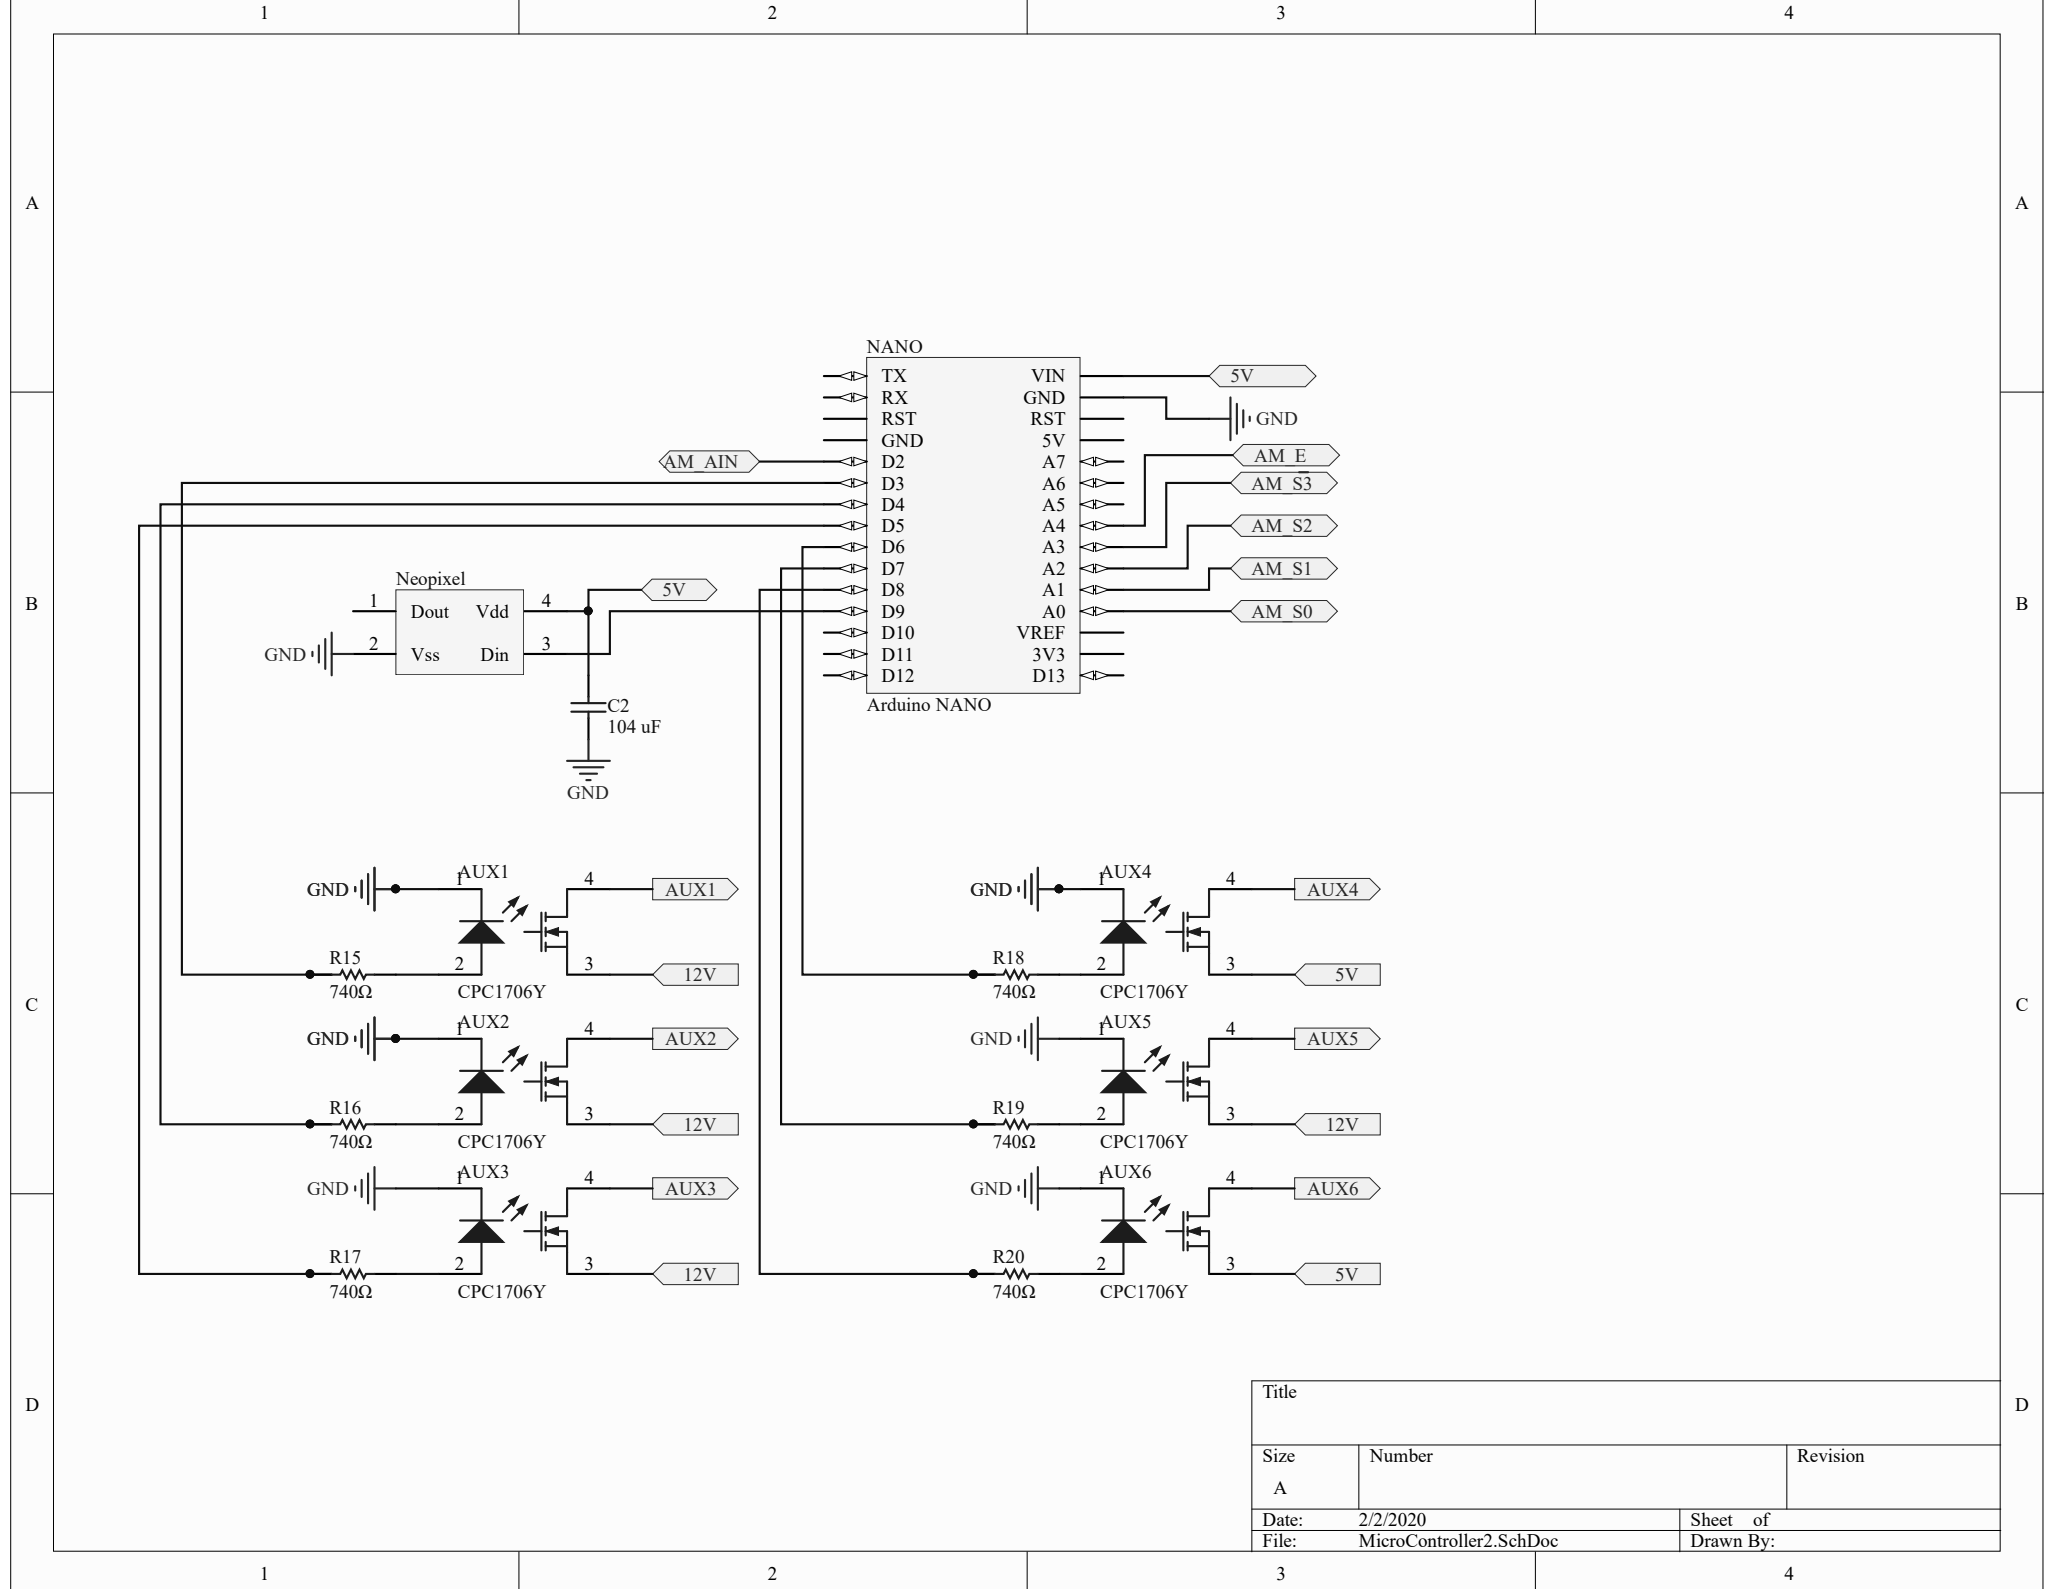 1 2 3 4
A A
B B
C C
D D
NANO
TX VIN 5V
RX GND
RST RST GND
GND 5V
AM_AIN D2 A7 AM_E
D3 A6 AM_S3
D4 A5
D5 A4 AM_S2
D6 A3
D7 A2 AM_S1
D8 A1
D9 A0 AM_S0
D10 VREF
D11 3V3
D12 D13
Arduino NANO
Neopixel
5V
1 Dout Vdd 4
GND 2 Vss Din 3
C2
104 uF
GND
AUX1
GND 1 4 AUX1
R15 2 3 12V
740Ω CPC1706Y
AUX2
GND 1 4 AUX2
R16 2 3 12V
740Ω CPC1706Y
AUX3
GND 1 4 AUX3
R17 2 3 12V
740Ω CPC1706Y
AUX4
GND 1 4 AUX4
R18 2 3 5V
740Ω CPC1706Y
AUX5
GND 1 4 AUX5
R19 2 3 12V
740Ω CPC1706Y
AUX6
GND 1 4 AUX6
R20 2 3 5V
740Ω CPC1706Y
Title
Size Number Revision
A
Date: 2/2/2020 Sheet of
File: MicroController2.SchDoc Drawn By:
1 2 3 4